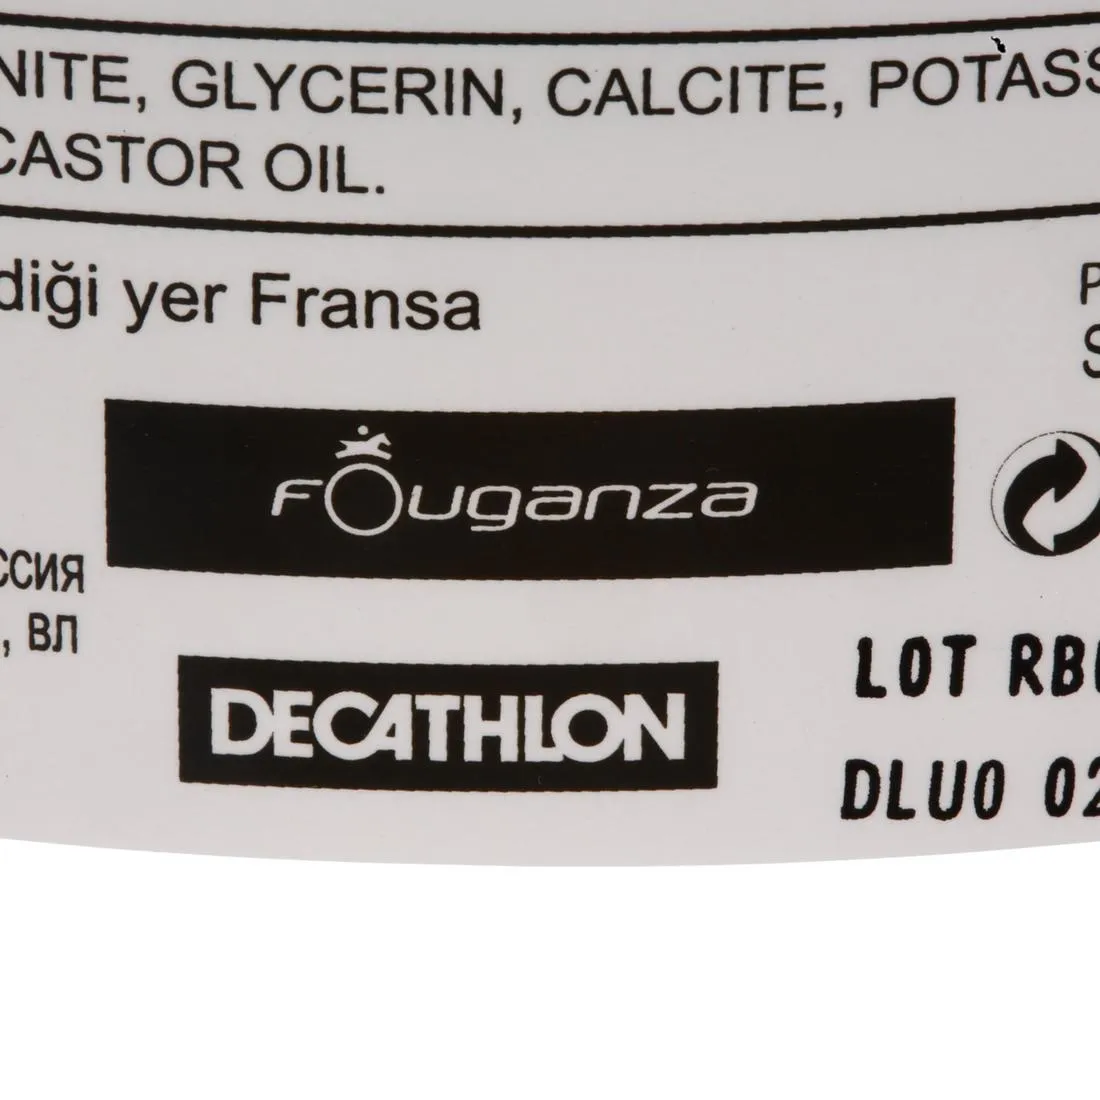 NITE, GLYCERIN, CALCITE, POTASS
CASTOR OIL.
diği yer Fransa
P
S
Fouganza
ССИЯ
, ВЛ
DECATHLON
LOT RB
DLUO 02